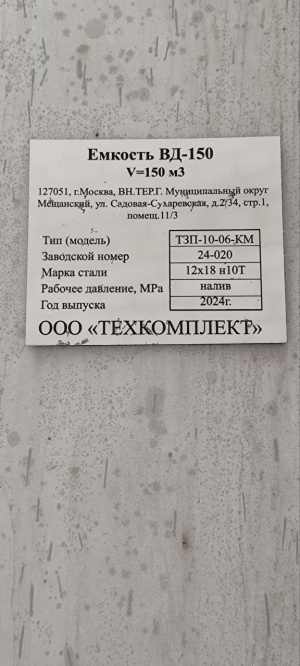 Емкость ВД-150
V=150 м3
127051, г.Москва, ВН.ТЕР.Г. Муниципальный округ
Мещанский, ул. Садовая-Сухаревская, д.2/34, стр.1,
помещ.11/3
Тип (модель) ТЗП-10-06-КМ
Заводской номер 24-020
Марка стали 12х18 н10Т
Рабочее давление, МРа налив
Год выпуска 2024г.
ООО «ТЕХКОМПЛЕКТ»